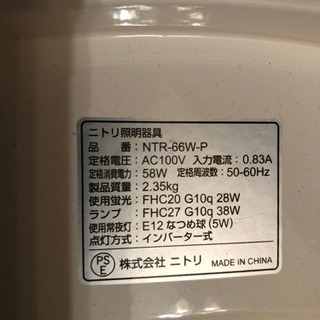 ニトリ照明器具
品 番：NTR-66W-P
定格電圧：AC100V 入力電流：0.83A
定格消費電力：58W 定格周波数：50-60Hz
製品質量：2.35kg
使用蛍光：FHC20 G10q 28W
ランプ：FHC27 G10q 38W
使用常夜灯：E12 なつめ球 (5W)
点灯方式：インバーター式
PS
E
株式会社 ニトリ MADE IN CHINA